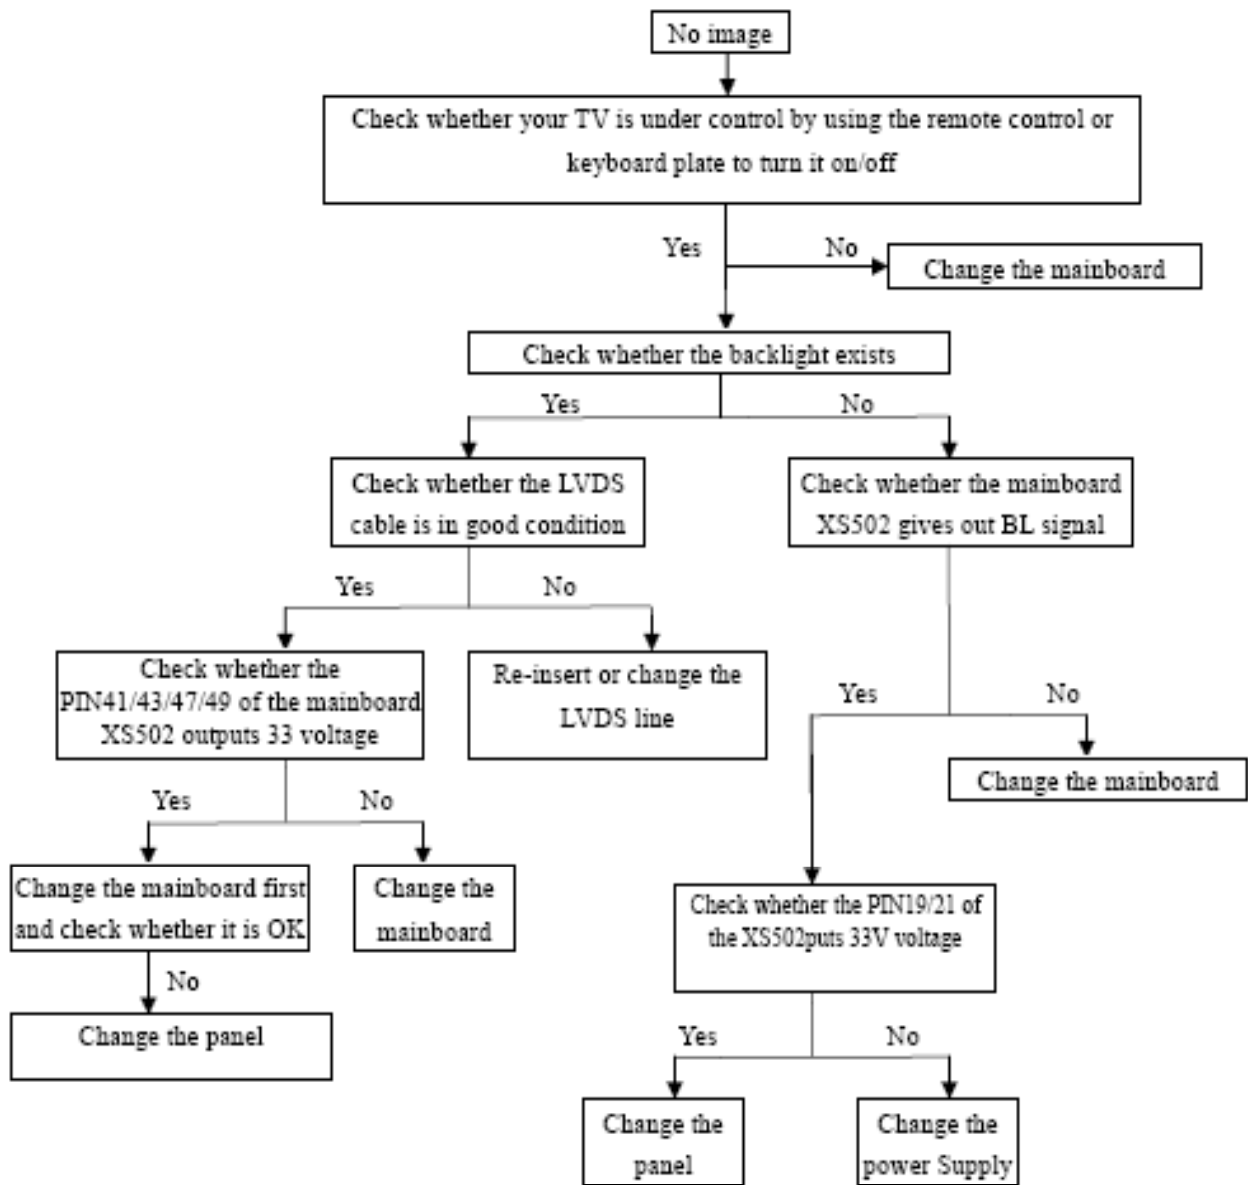 No image
Check whether your TV is under control by using the remote control or
keyboard plate to turn it on/off
Yes
No
Change the mainboard
Check whether the backlight exists
Yes
No
Check whether the LVDS
cable is in good condition
Check whether the mainboard
XS502 gives out BL signal
Yes
No
Check whether the
PIN41/43/47/49 of the mainboard
XS502 outputs 33 voltage
Re-insert or change the
LVDS line
Yes
No
Change the mainboard
Yes
No
Change the mainboard first
and check whether it is OK
Change the
mainboard
Check whether the PIN19/21 of
the XS502puts 33V voltage
No
Change the panel
Yes
No
Change the
panel
Change the
power Supply